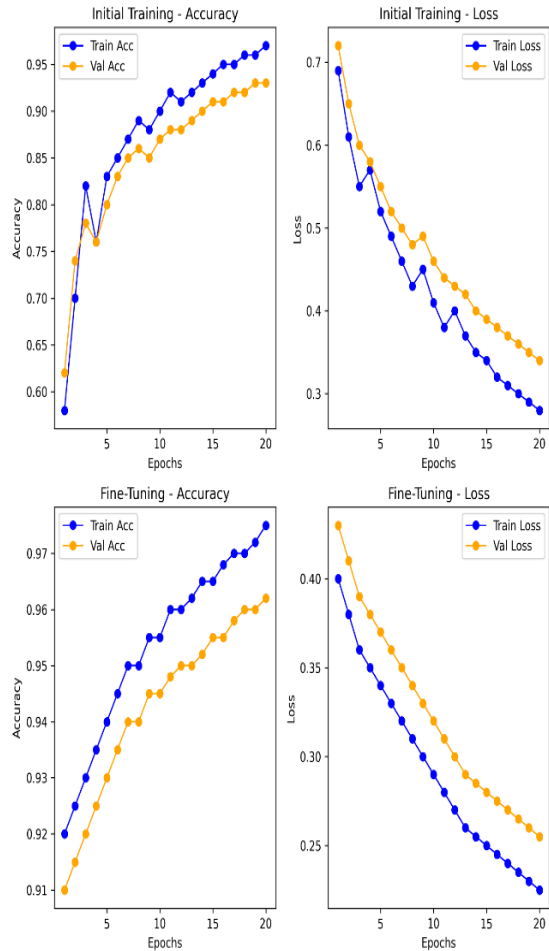 Initial Training - Accuracy
Train Acc
Val Acc
Accuracy
0.95
0.90
0.85
0.80
0.75
0.70
0.65
0.60
5
10
15
20
Epochs
Initial Training - Loss
Train Loss
Val Loss
Loss
0.7
0.6
0.5
0.4
0.3
5
10
15
20
Epochs
Fine-Tuning - Accuracy
Train Acc
Val Acc
Accuracy
0.97
0.96
0.95
0.94
0.93
0.92
0.91
5
10
15
20
Epochs
Fine-Tuning - Loss
Train Loss
Val Loss
Loss
0.40
0.35
0.30
0.25
5
10
15
20
Epochs